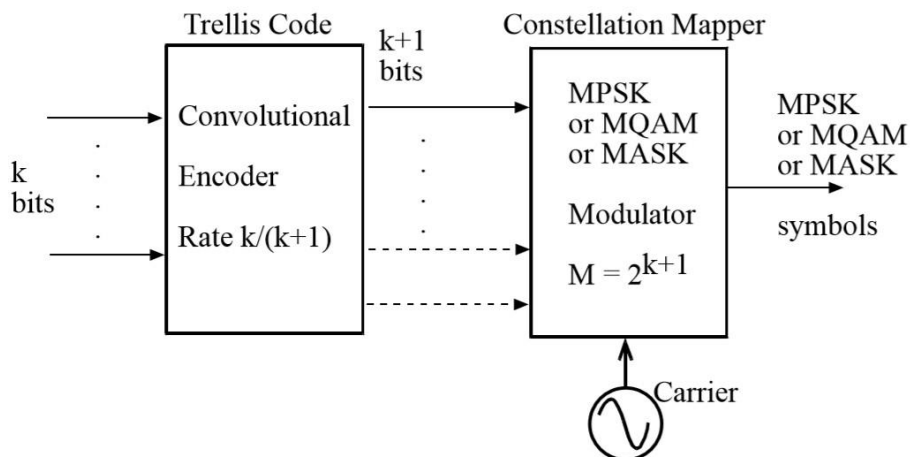 Trellis Code
Constellation Mapper
k+1
bits
Convolutional
Encoder
Rate k/(k+1)
k
bits
MPSK
or MQAM
or MASK
Modulator
M = 2^{k+1}
MPSK
or MQAM
or MASK
symbols
Carrier